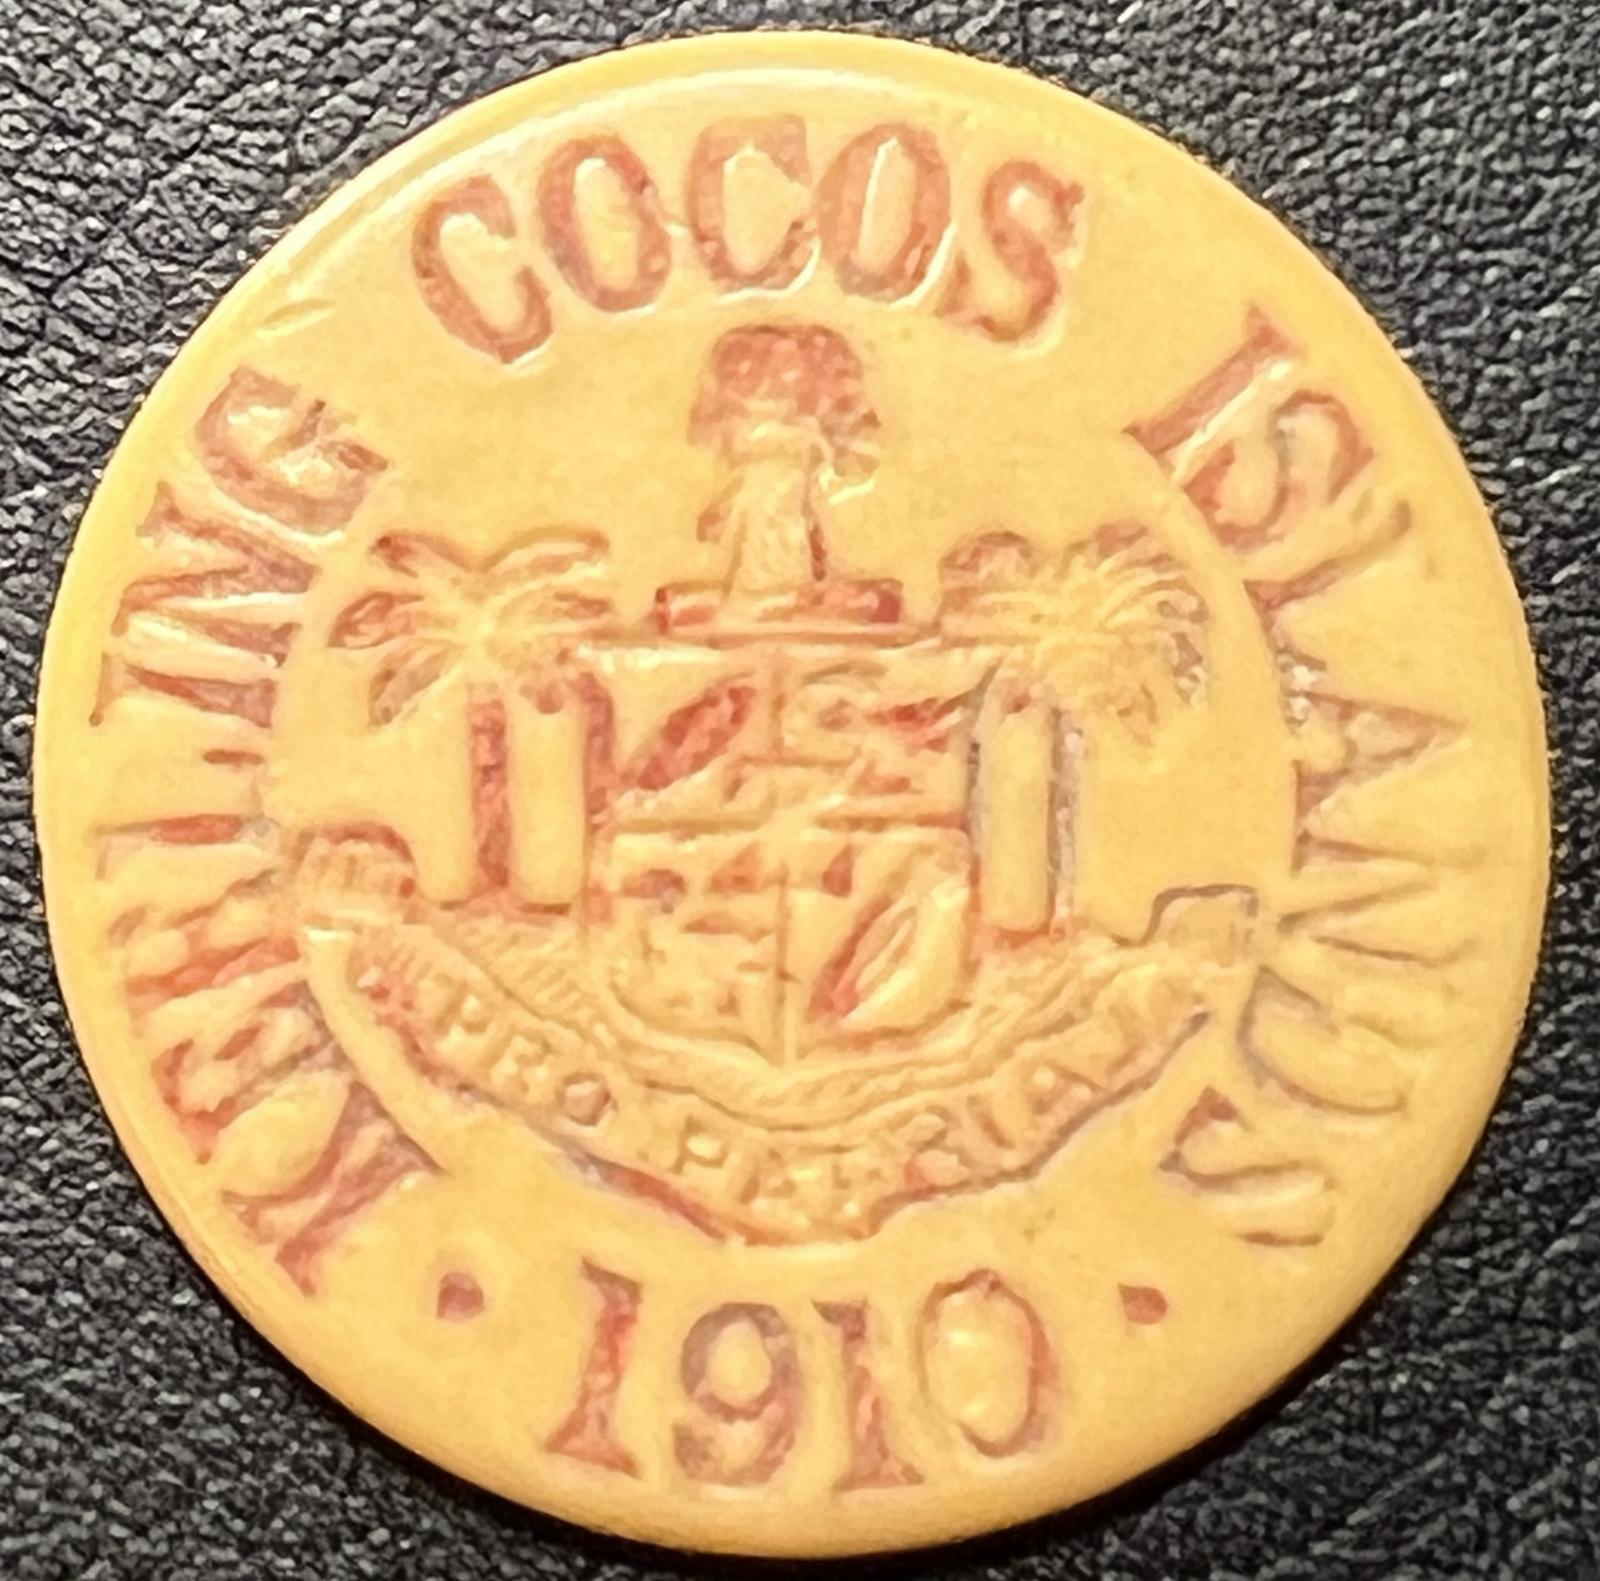 KEELING COCOS ISLANDS
PRO PATRIA
· 1910 ·